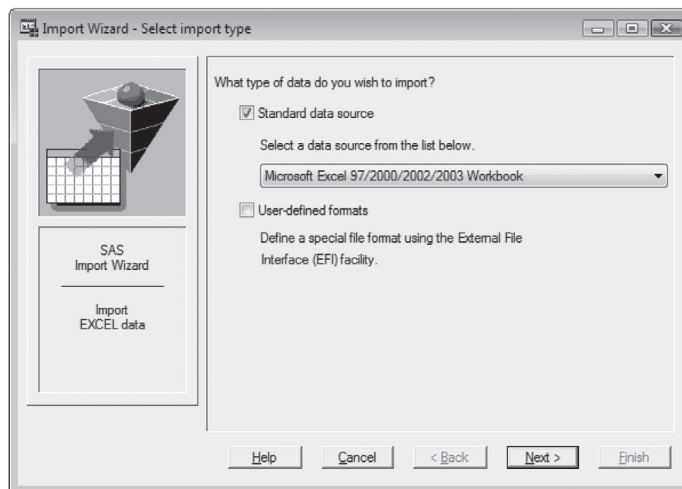 Import Wizard - Select import type
What type of data do you wish to import?
Standard data source
Select a data source from the list below.
Microsoft Excel 97/2000/2002/2003 Workbook
User-defined formats
Define a special file format using the External File
Interface (EFI) facility.
SAS
Import Wizard
Import
EXCEL data
Help
Cancel
< Back
Next >
Finish